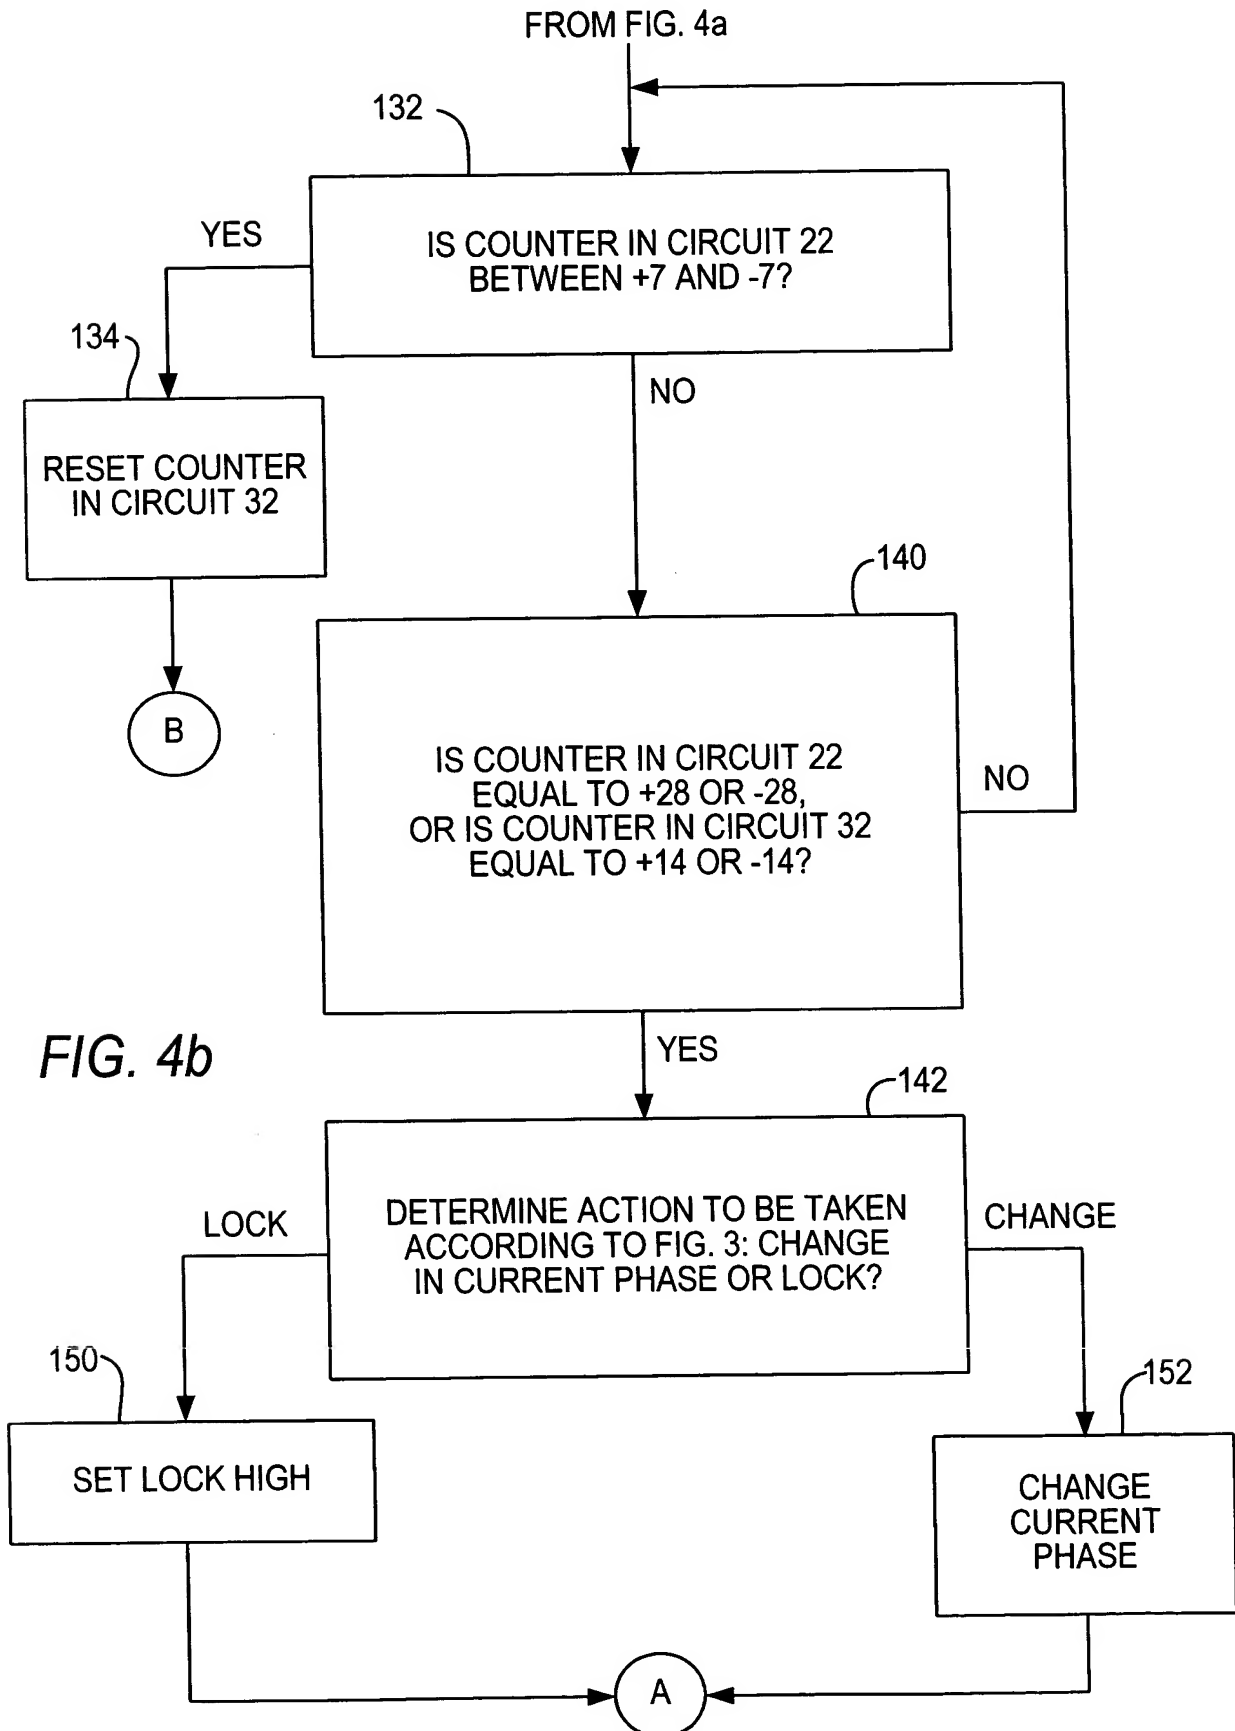 FROM FIG. 4a
132
IS COUNTER IN CIRCUIT 22
BETWEEN +7 AND -7?
YES
134
NO
RESET COUNTER
IN CIRCUIT 32
140
B
IS COUNTER IN CIRCUIT 22
EQUAL TO +28 OR -28,
OR IS COUNTER IN CIRCUIT 32
EQUAL TO +14 OR -14?
NO
FIG. 4b
YES
142
DETERMINE ACTION TO BE TAKEN
ACCORDING TO FIG. 3: CHANGE
IN CURRENT PHASE OR LOCK?
LOCK
CHANGE
150
152
SET LOCK HIGH
CHANGE
CURRENT
PHASE
A